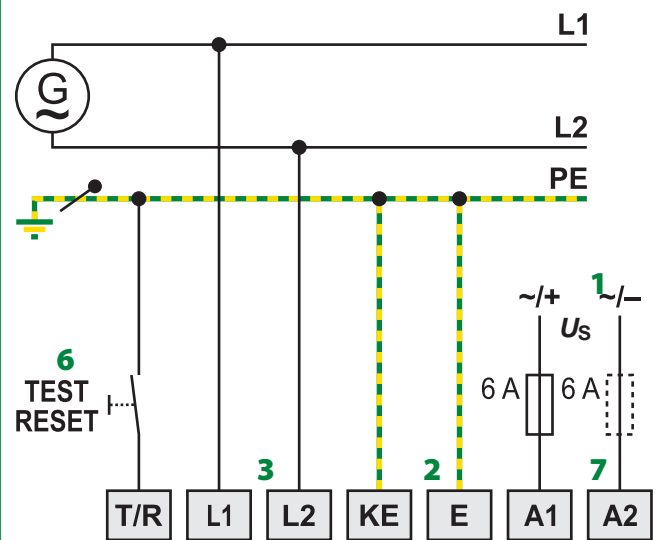 L1
G
~
L2
PE
1
~/+ ~/–
US
6
TEST
RESET
6 A 6 A
3 2 7
T/R L1 L2 KE E A1 A2